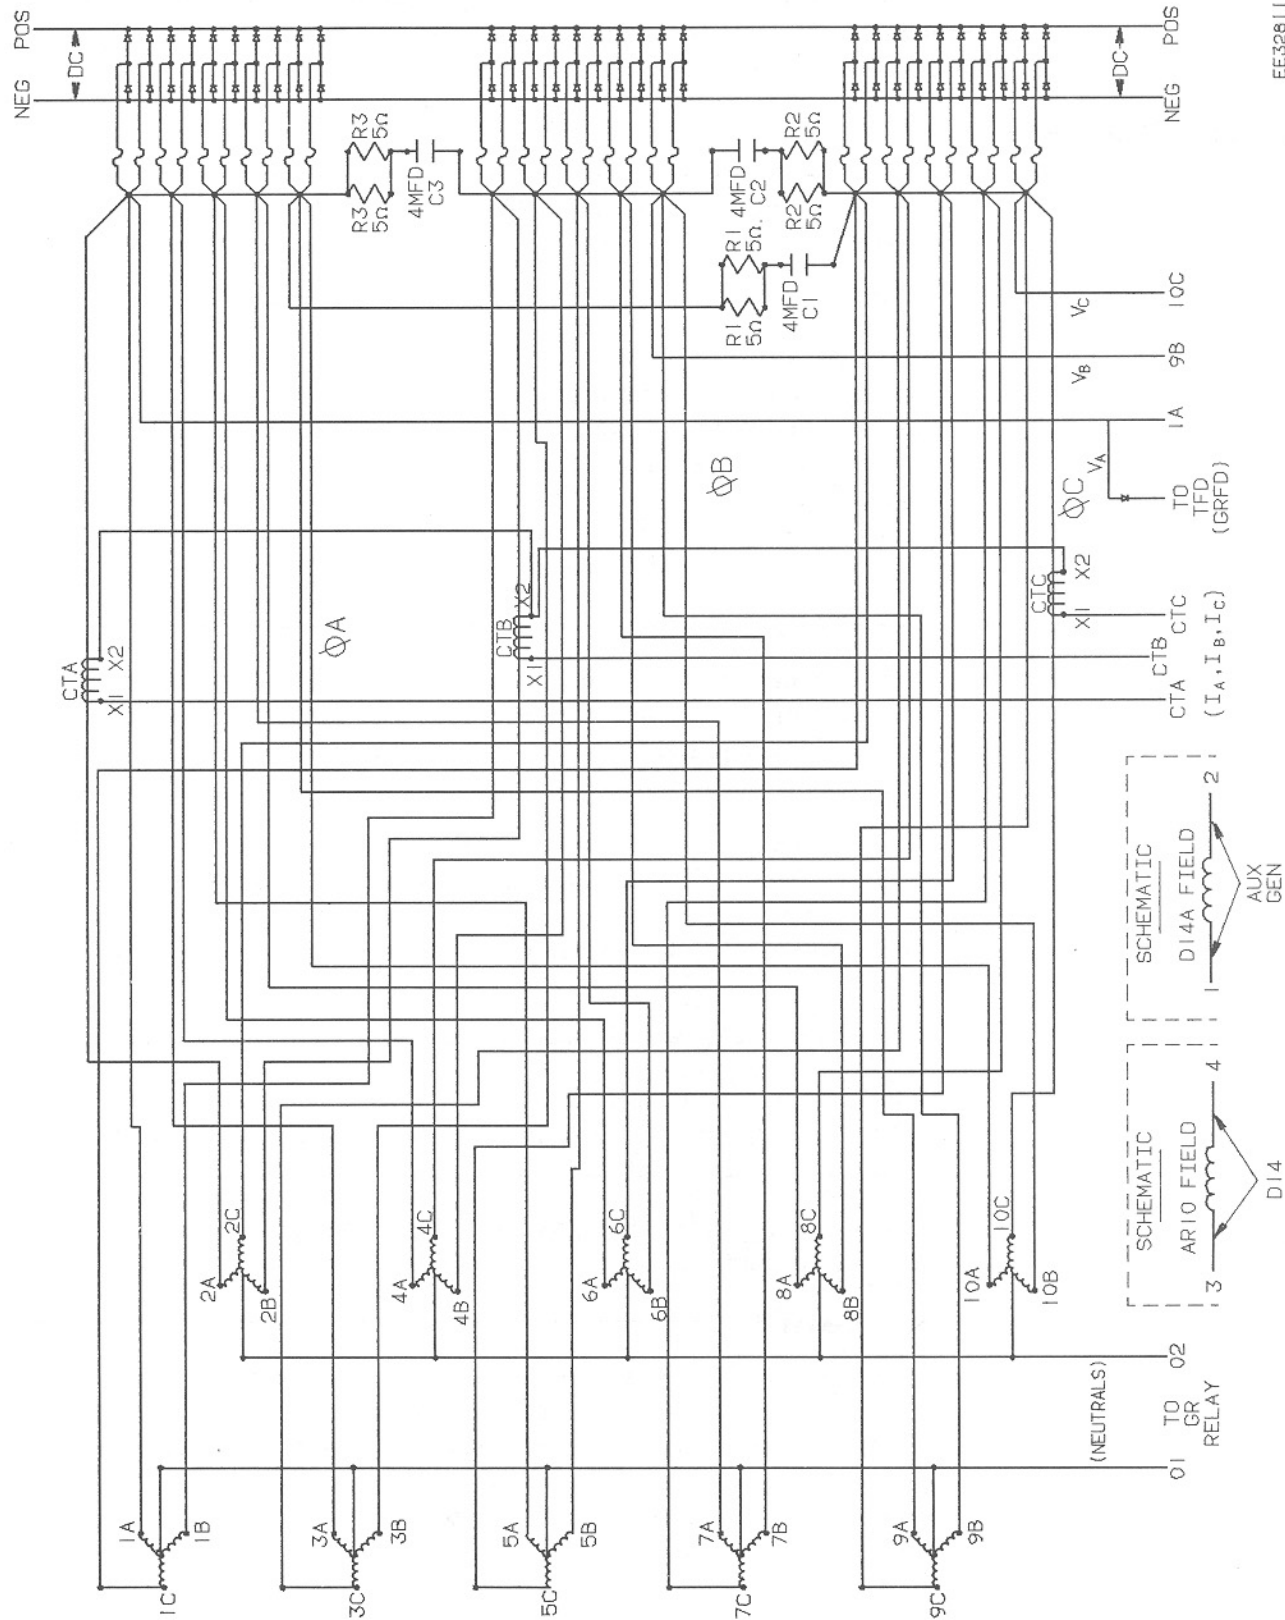 NEG
POS
DC
R3
5Ω
R3
5Ω
4MFD
C3
4MFD
C2
R2
5Ω
R2
5Ω
R1
5Ω.
R1
5Ω
4MFD
C1
NEG
POS
DC
CTA
X1
X2
ØA
CTB
X1
X2
ØB
CTC
X1
X2
ØC
VA
VB
VC
CTA
CTB
CTC
(IA, IB, IC)
TO
TFD
(GRFD)
1A
9B
10C
2A
2C
2B
4A
4C
4B
6A
6C
6B
8A
8C
8B
10A
10C
10B
1A
1B
1C
3A
3B
3C
5A
5B
5C
7A
7B
7C
9A
9B
9C
(NEUTRALS)
01
TO
GR
RELAY
02
SCHEMATIC
AR10 FIELD
3
4
D14
SCHEMATIC
D14A FIELD
1
2
AUX
GEN